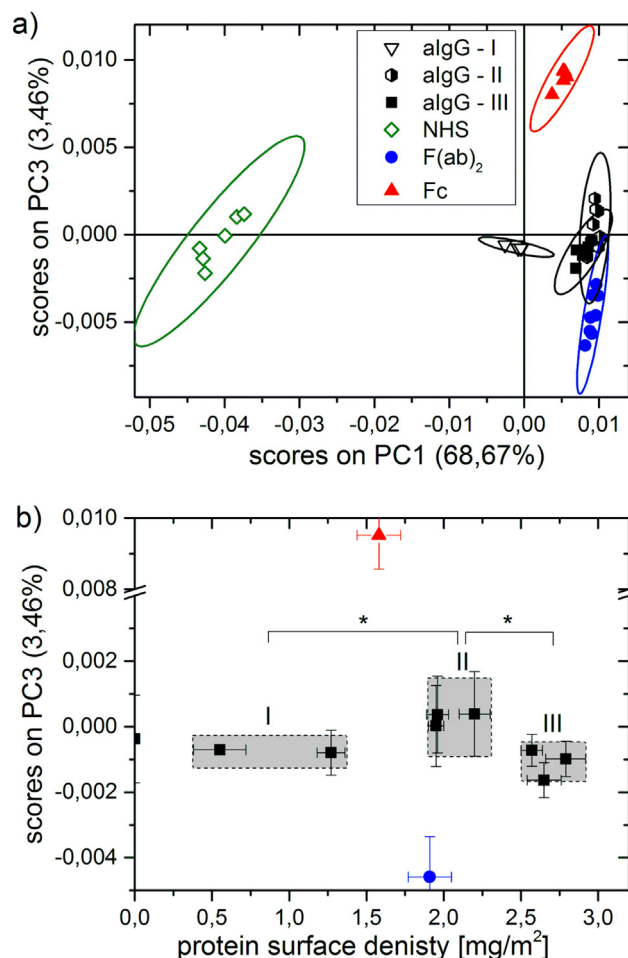 a)
0,010
0,005
0,000
-0,005
scores on PC3 (3,46%)
aIgG - I
aIgG - II
aIgG - III
NHS
F(ab)2
Fc
-0,05 -0,04 -0,03 -0,02 -0,01 0,00 0,01
scores on PC1 (68,67%)
b)
0,010
0,008
0,002
0,000
-0,002
-0,004
scores on PC3 (3,46%)
* *
I
II
III
0,0 0,5 1,0 1,5 2,0 2,5 3,0
protein surface denisty [mg/m²]